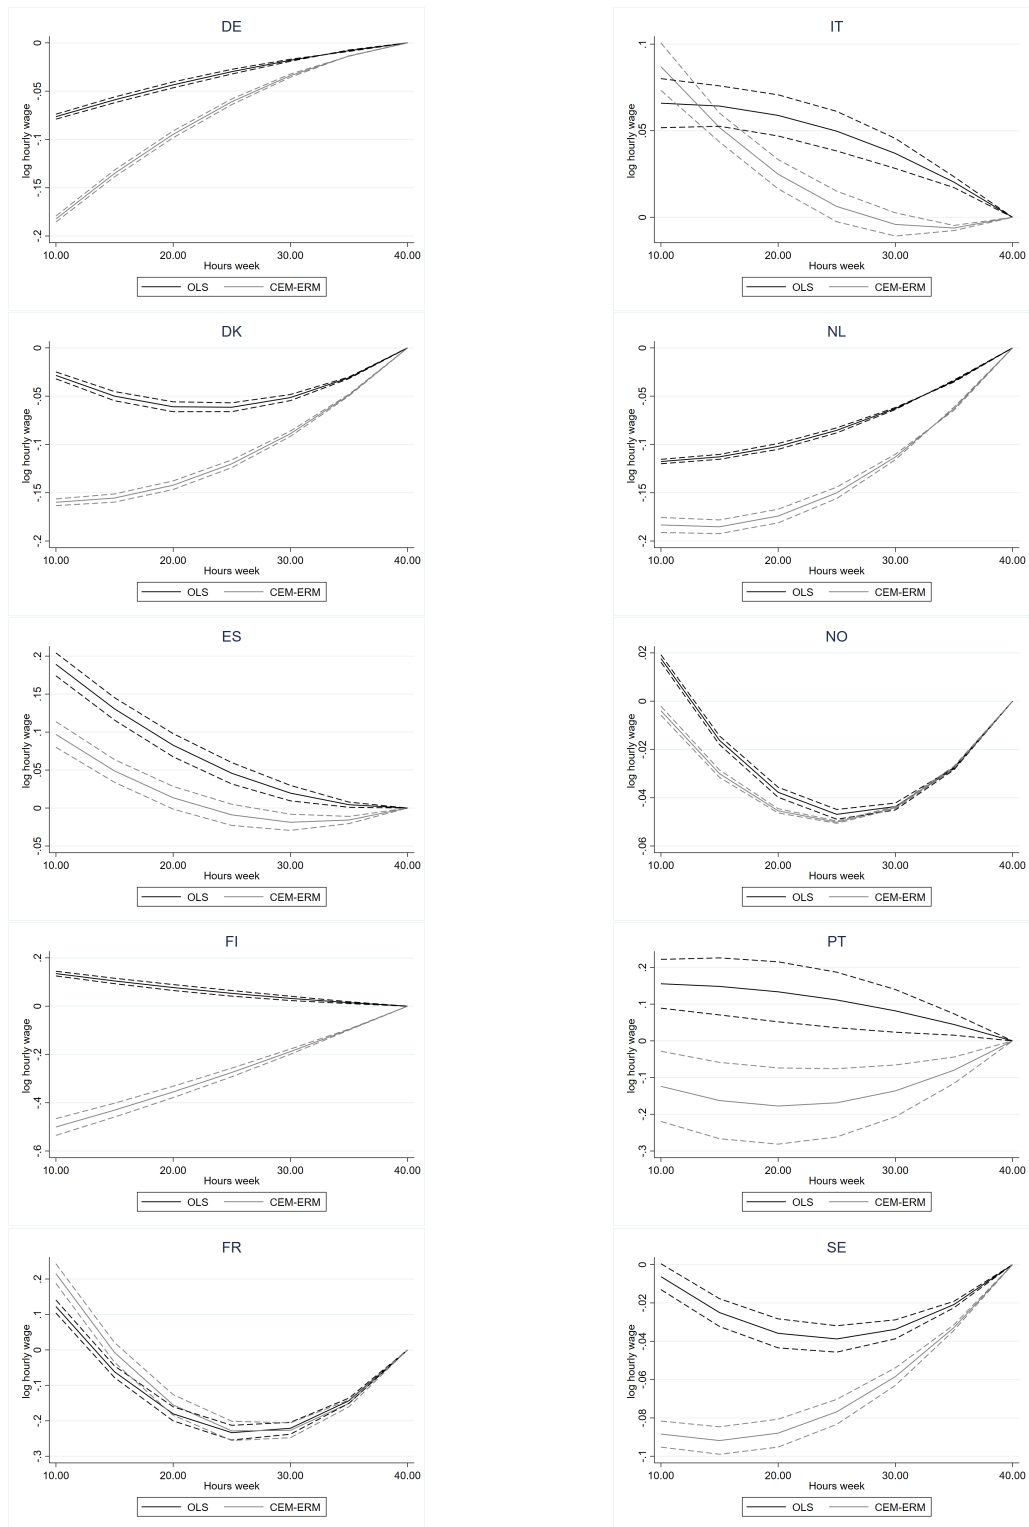 DE
log hourly wage
0
-.05
-.1
-.15
-.2
10.00 20.00 30.00 40.00
Hours week
OLS CEM-ERM
IT
log hourly wage
.1
.05
0
10.00 20.00 30.00 40.00
Hours week
OLS CEM-ERM
DK
log hourly wage
0
-.05
-.1
-.15
-.2
10.00 20.00 30.00 40.00
Hours week
OLS CEM-ERM
NL
log hourly wage
0
-.05
-.1
-.15
-.2
10.00 20.00 30.00 40.00
Hours week
OLS CEM-ERM
ES
log hourly wage
.2
.15
.1
.05
0
-.05
10.00 20.00 30.00 40.00
Hours week
OLS CEM-ERM
NO
log hourly wage
.02
0
-.02
-.04
-.06
10.00 20.00 30.00 40.00
Hours week
OLS CEM-ERM
FI
log hourly wage
.2
0
-.2
-.4
-.6
10.00 20.00 30.00 40.00
Hours week
OLS CEM-ERM
PT
log hourly wage
.2
.1
0
-.1
-.2
-.3
10.00 20.00 30.00 40.00
Hours week
OLS CEM-ERM
FR
log hourly wage
.2
.1
0
-.1
-.2
-.3
10.00 20.00 30.00 40.00
Hours week
OLS CEM-ERM
SE
log hourly wage
0
-.02
-.04
-.06
-.08
-.1
10.00 20.00 30.00 40.00
Hours week
OLS CEM-ERM